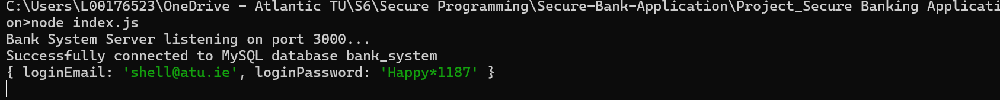 C:\Users\L00176523\OneDrive - Atlantic TU\S6\Secure Programming\Secure-Bank-Application\Project_Secure Banking Applicati
on>node index.js
Bank System Server listening on port 3000...
Successfully connected to MySQL database bank_system
{ loginEmail: 'shell@atu.ie', loginPassword: 'Happy*1187' }